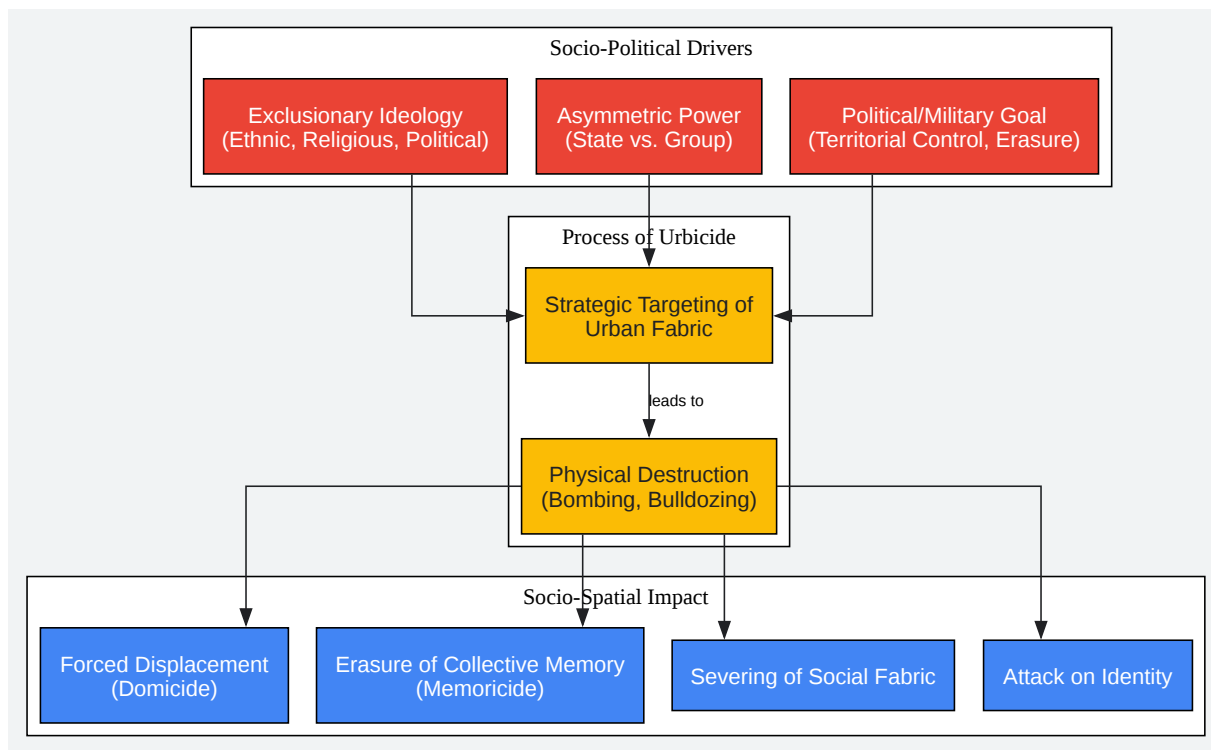 Socio-Political Drivers
Exclusionary Ideology
(Ethnic, Religious, Political)
Asymmetric Power
(State vs. Group)
Political/Military Goal
(Territorial Control, Erasure)
Process of Urbicide
Strategic Targeting of
Urban Fabric
leads to
Physical Destruction
(Bombing, Bulldozing)
Socio-Spatial Impact
Forced Displacement
(Domicide)
Erasure of Collective Memory
(Memoricide)
Severing of Social Fabric
Attack on Identity